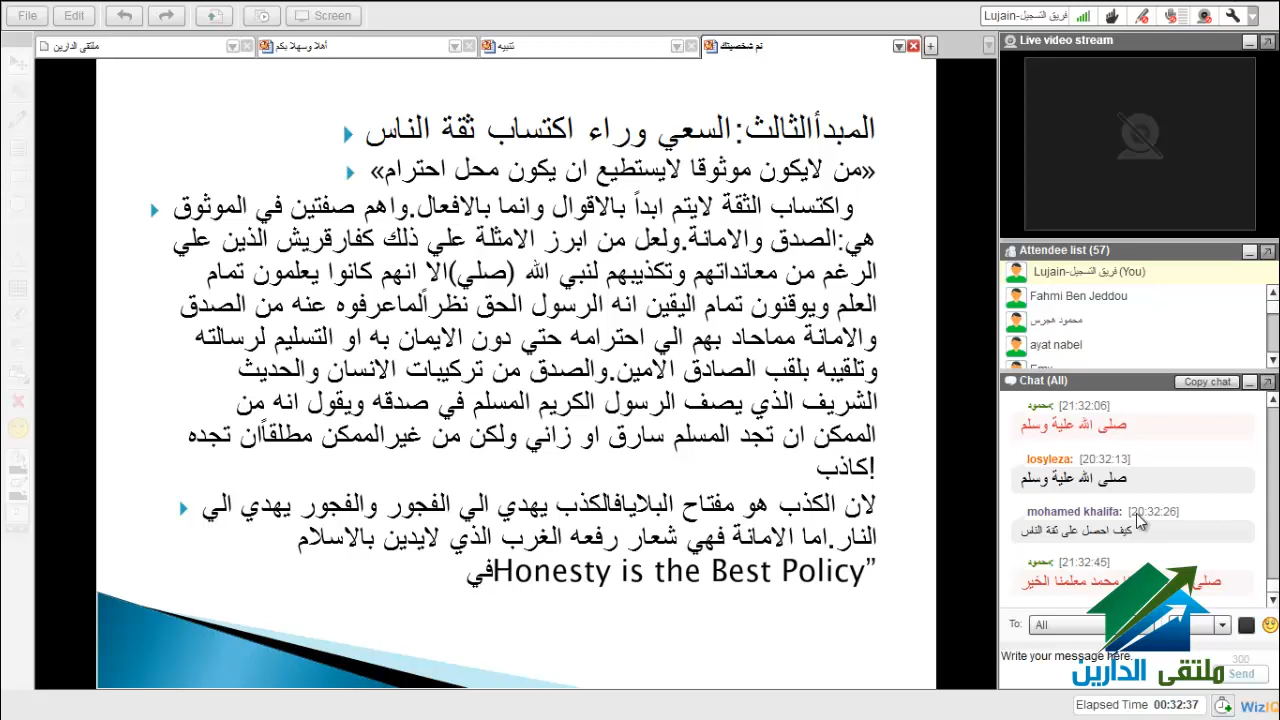 File
Edit
Screen
Lujain-فريق التسجيل
ملتقى الدارين
أهلا وسهلا بكم
تنبيه
نم شخصيتك
المبدأالثالث:السعي وراء اكتساب ثقة الناس
«من لايكون موثوقا لايستطيع ان يكون محل احترام»
واكتساب الثقة لايتم ابداً بالاقوال وانما بالافعال.واهم صفتين في الموثوق
هي:الصدق والامانة.ولعل من ابرز الامثلة علي ذلك كفارقريش الذين علي
الرغم من معانداتهم وتكذيبهم لنبي الله (صلي)الا انهم كانوا يعلمون تمام
العلم ويوقنون تمام اليقين انه الرسول الحق نظراًلماعرفوه عنه من الصدق
والامانة مماحاد بهم الي احترامه حتي دون الايمان به او التسليم لرسالته
وتلقيبه بلقب الصادق الامين.والصدق من تركيبات الانسان والحديث
الشريف الذي يصف الرسول الكريم المسلم في صدقه ويقول انه من
الممكن ان تجد المسلم سارق او زاني ولكن من غيرالممكن مطلقاًان تجده
كاذب!
لان الكذب هو مفتاح البلايافالكذب يهدي الي الفجور والفجور يهدي الي
النار.اما الامانة فهي شعار رفعه الغرب الذي لايدين بالاسلام
فيHonesty is the Best Policy”
Live video stream
Attendee list (57)
Lujain-فريق التسجيل (You)
Fahmi Ben Jeddou
محمود هجرس
ayat nabel
Chat (All)
Copy chat
محمود: [21:32:06]
صلى الله علية وسلم
losyleza: [20:32:13]
صلى الله علية وسلم
mohamed khalifa: [20:32:26]
كيف احصل على ثقة الناس
محمود: [21:32:45]
محمد معلمنا الخير
To: All
Write your message here.
300
Send
ملتقى الدارين
Elapsed Time 00:32:37
WizIQ